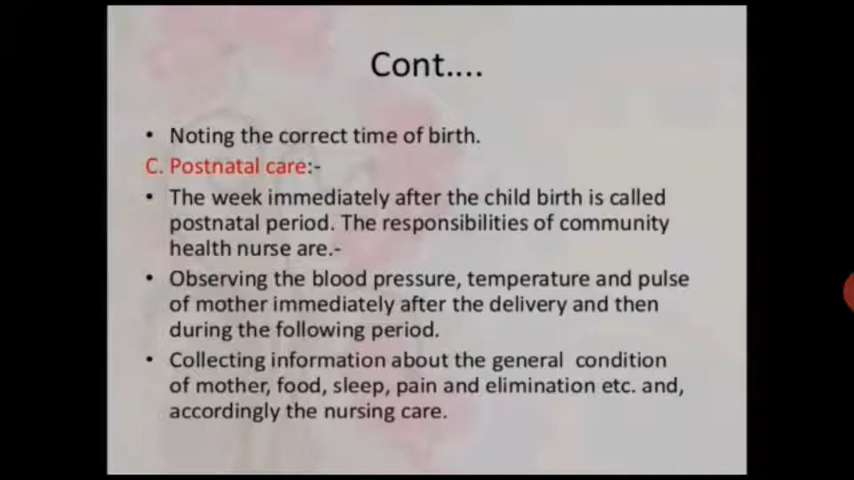 Cont....
• Noting the correct time of birth.
C. Postnatal care:-
• The week immediately after the child birth is called
postnatal period. The responsibilities of community
health nurse are.-
• Observing the blood pressure, temperature and pulse
of mother immediately after the delivery and then
during the following period.
• Collecting information about the general  condition
of mother, food, sleep, pain and elimination etc. and,
accordingly the nursing care.